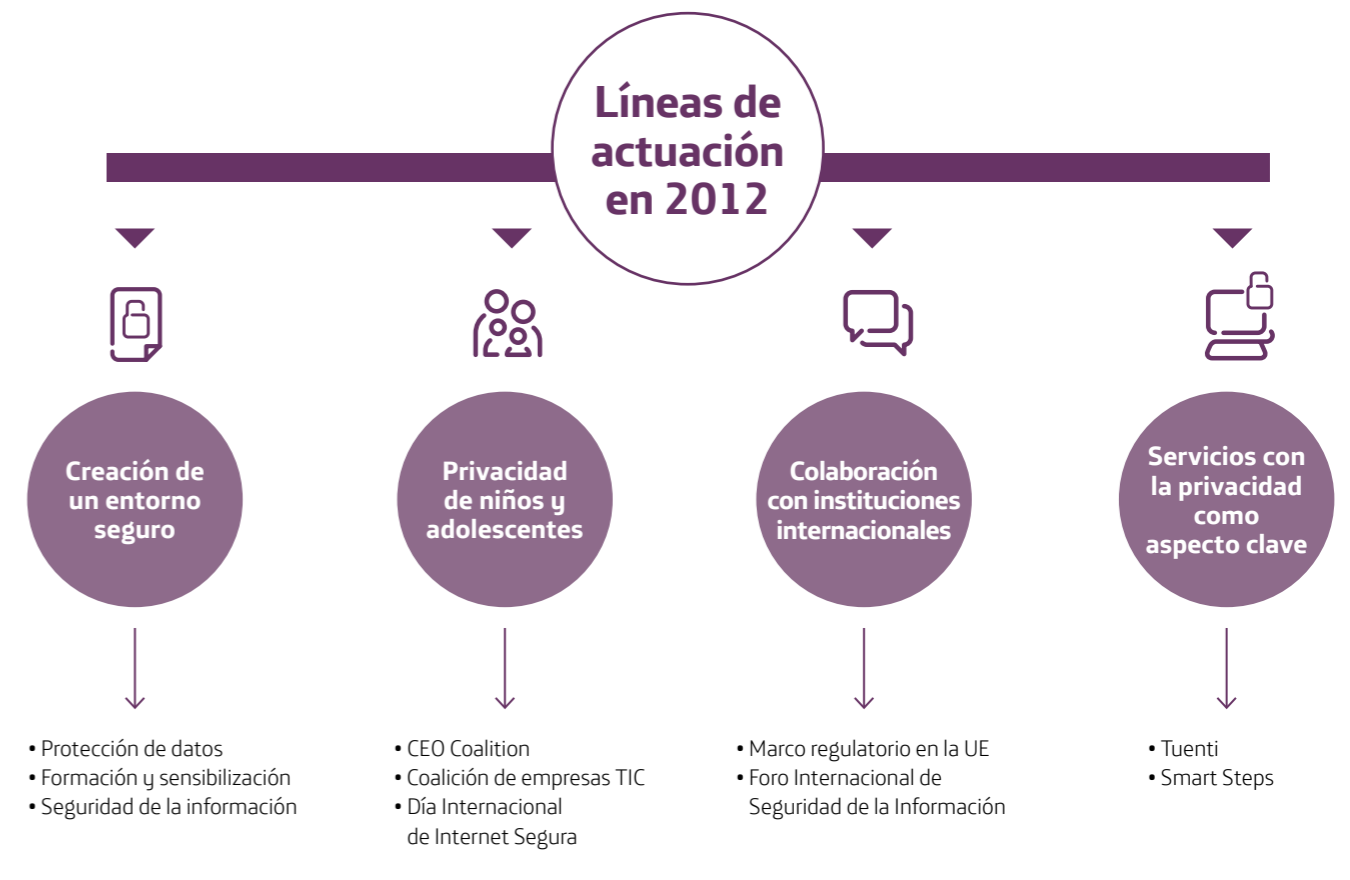 Líneas de
actuación
en 2012
Creación de
un entorno
seguro
Privacidad
de niños y
adolescentes
Colaboración
con instituciones
internacionales
Servicios con
la privacidad
como
aspecto clave
• Protección de datos
• Formación y sensibilización
• Seguridad de la información
• CEO Coalition
• Coalición de empresas TIC
• Día Internacional
de Internet Segura
• Marco regulatorio en la UE
• Foro Internacional de
Seguridad de la Información
• Tuenti
• Smart Steps